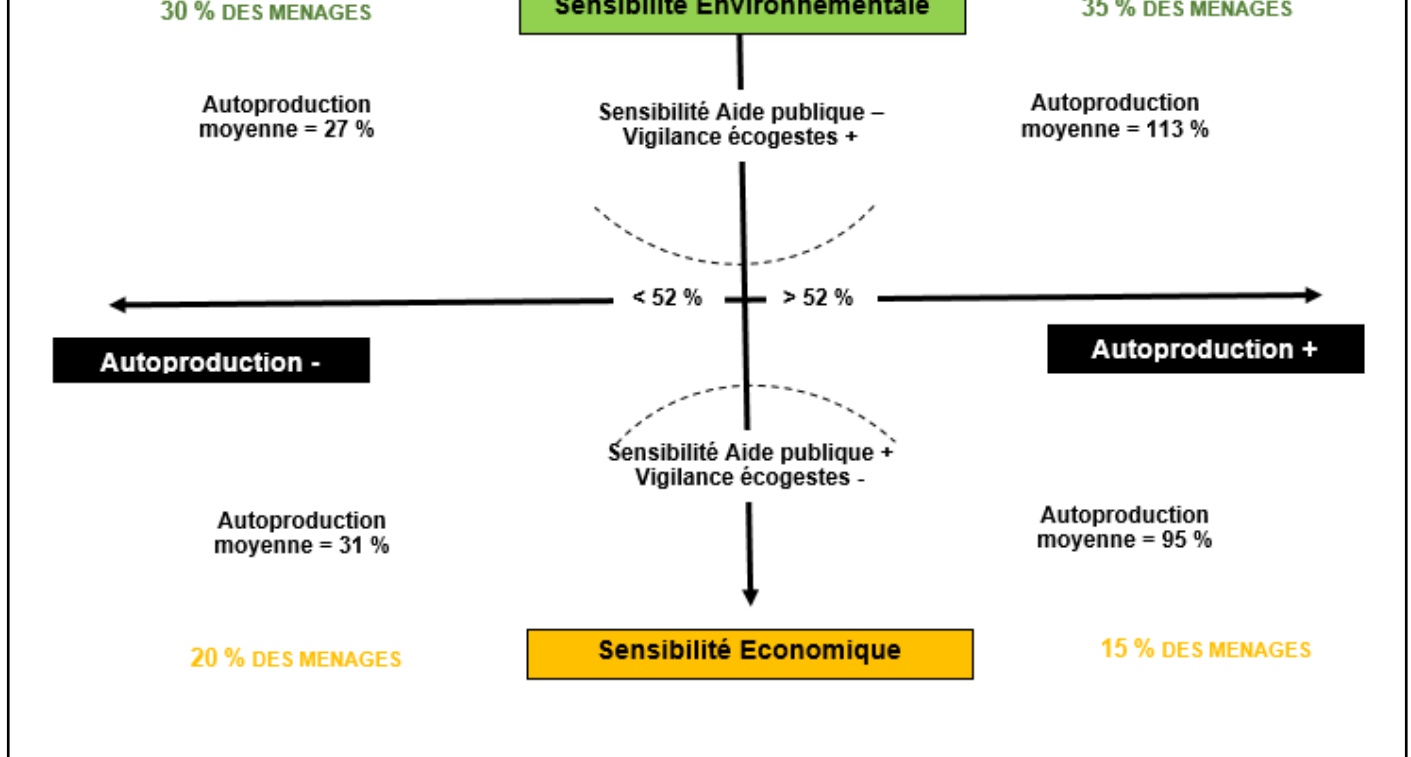 30 % DES MENAGES
Sensibilité Environnementale
35 % DES MENAGES
Autoproduction
moyenne = 27 %
Sensibilité Aide publique –
Vigilance écogestes +
Autoproduction
moyenne = 113 %
< 52 %
> 52 %
Autoproduction -
Autoproduction +
Sensibilité Aide publique +
Vigilance écogestes -
Autoproduction
moyenne = 31 %
Autoproduction
moyenne = 95 %
20 % DES MENAGES
Sensibilité Economique
15 % DES MENAGES